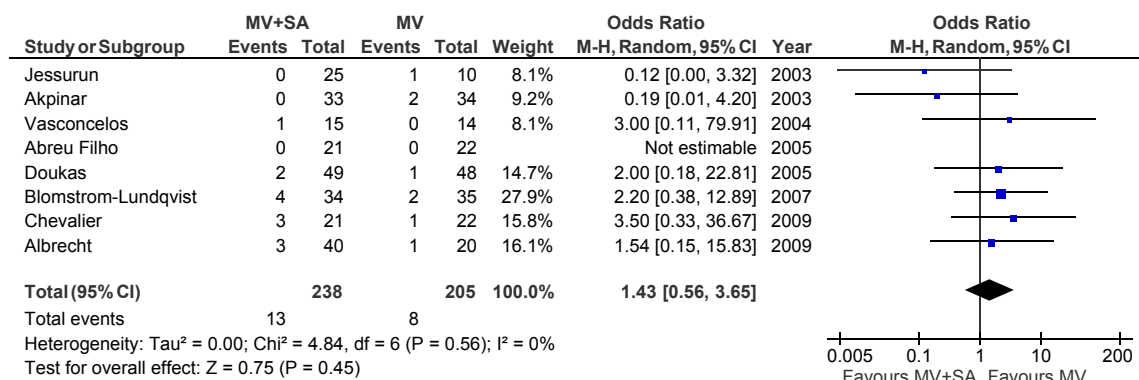 MV+SA MV Odds Ratio Odds Ratio
Study or Subgroup Events Total Events Total Weight M-H, Random, 95% CI Year M-H, Random, 95% CI
Jessurun 0 25 1 10 8.1% 0.12 [0.00, 3.32] 2003
Akpinar 0 33 2 34 9.2% 0.19 [0.01, 4.20] 2003
Vasconcelos 1 15 0 14 8.1% 3.00 [0.11, 79.91] 2004
Abreu Filho 0 21 0 22 Not estimable 2005
Doukas 2 49 1 48 14.7% 2.00 [0.18, 22.81] 2005
Blomstrom-Lundqvist 4 34 2 35 27.9% 2.20 [0.38, 12.89] 2007
Chevalier 3 21 1 22 15.8% 3.50 [0.33, 36.67] 2009
Albrecht 3 40 1 20 16.1% 1.54 [0.15, 15.83] 2009
Total (95% CI) 238 205 100.0% 1.43 [0.56, 3.65]
Total events 13 8
Heterogeneity: Tau² = 0.00; Chi² = 4.84, df = 6 (P = 0.56); I² = 0%
Test for overall effect: Z = 0.75 (P = 0.45)
0.005 0.1 1 10 200
Favours MV+SA Favours MV